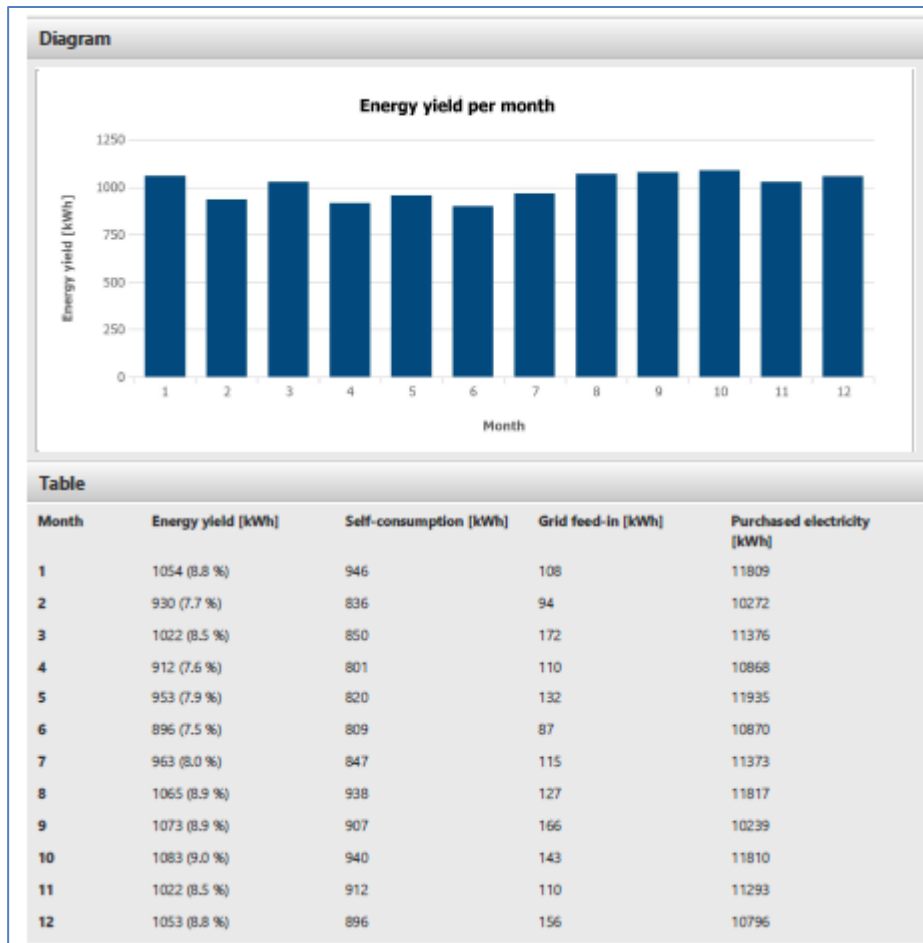 Diagram
Energy yield per month
Energy yield [kWh]
1250
1000
750
500
250
0
1 2 3 4 5 6 7 8 9 10 11 12
Month
Table
Month Energy yield [kWh] Self-consumption [kWh] Grid feed-in [kWh] Purchased electricity
[kWh]
1 1054 (8.8 %) 946 108 11809
2 930 (7.7 %) 836 94 10272
3 1022 (8.5 %) 850 172 11376
4 912 (7.6 %) 801 110 10868
5 953 (7.9 %) 820 132 11935
6 896 (7.5 %) 809 87 10870
7 963 (8.0 %) 847 115 11373
8 1065 (8.9 %) 938 127 11817
9 1073 (8.9 %) 907 166 10239
10 1083 (9.0 %) 940 143 11810
11 1022 (8.5 %) 912 110 11293
12 1053 (8.8 %) 896 156 10796